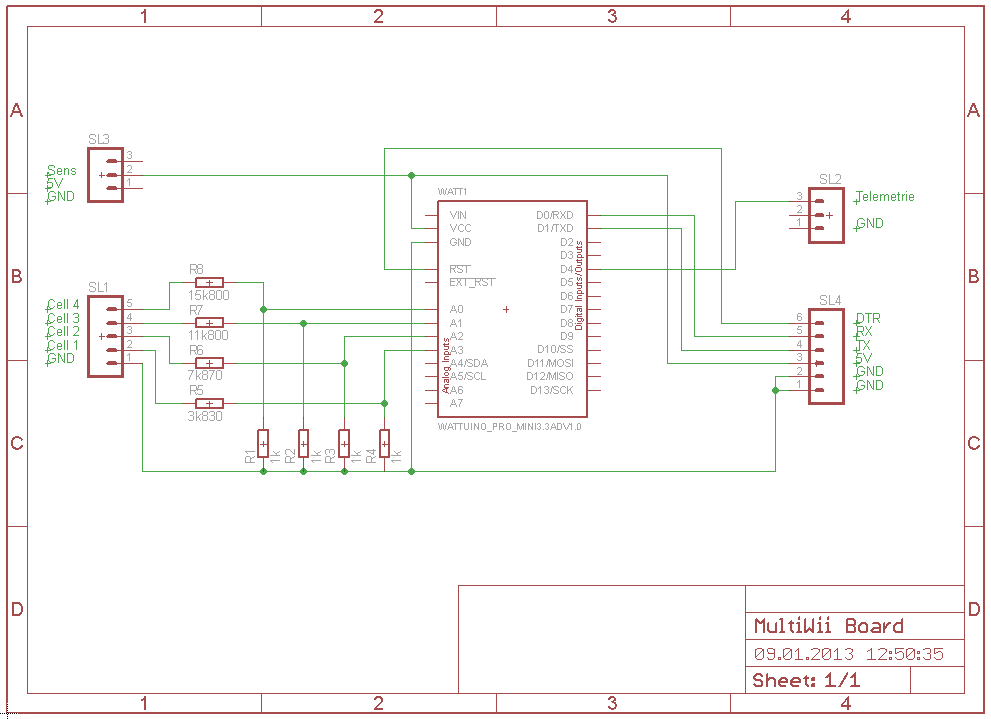 1 2 3 4
A A
SL3
3
Sens 2
5V 1
GND
WATT1
SL2
3 Telemetrie
2
1 GND
VIN D0/RXD
VCC D1/TXD
GND D2
D3
RST D4
EXT_RST D5
D6
A0 D7
A1 D8
A2 D9
A3 D10/SS
A4/SDA D11/MOSI
A5/SCL D12/MISO
A6 D13/SCK
A7
Analog_Inputs
Digital Inputs/Outputs
WATTUINO_PRO_MINI3.3ADV1.0
B B
SL1
Cell 4 5
Cell 3 4
Cell 2 3
Cell 1 2
GND 1
R8
15k800
R7
11k800
R6
7k870
R5
3k830
SL4
6 DTR
5 RX
4 TX
3 5V
2 GND
1 GND
C C
R1 1k
R2 1k
R3 1k
R4 1k
D D
MultiWii Board
09.01.2013 12:50:35
Sheet: 1/1
1 2 3 4